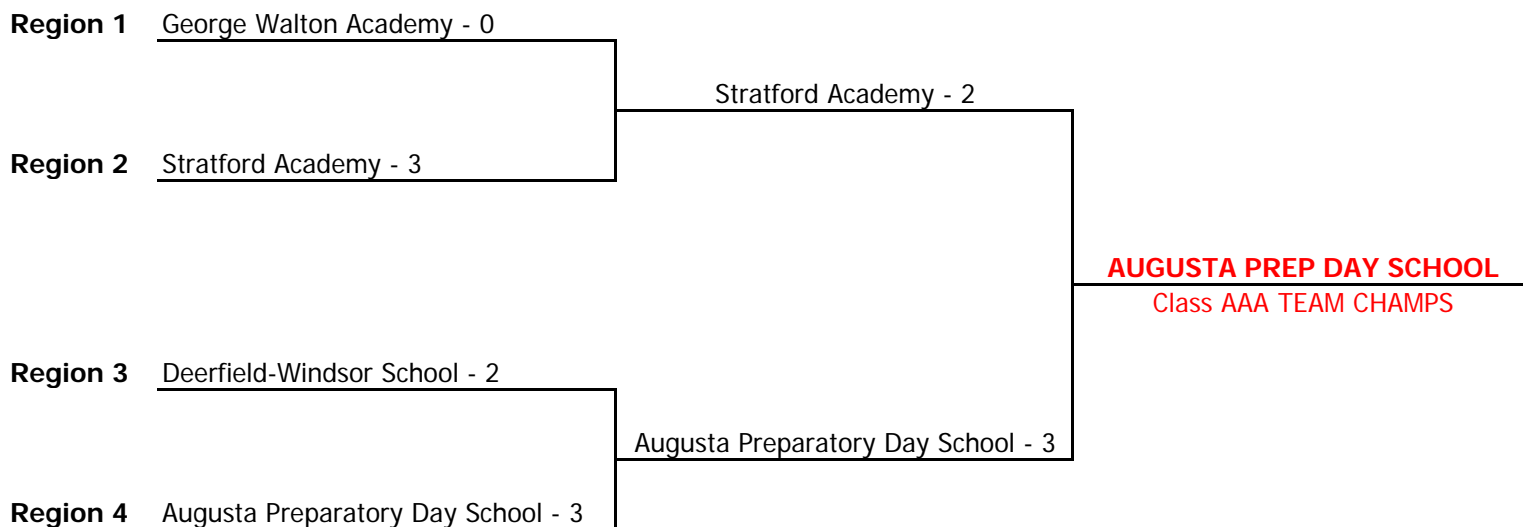 Region 1 George Walton Academy - 0
Stratford Academy - 2
Region 2 Stratford Academy - 3
AUGUSTA PREP DAY SCHOOL
Class AAA TEAM CHAMPS
Region 3 Deerfield-Windsor School - 2
Augusta Preparatory Day School - 3
Region 4 Augusta Preparatory Day School - 3